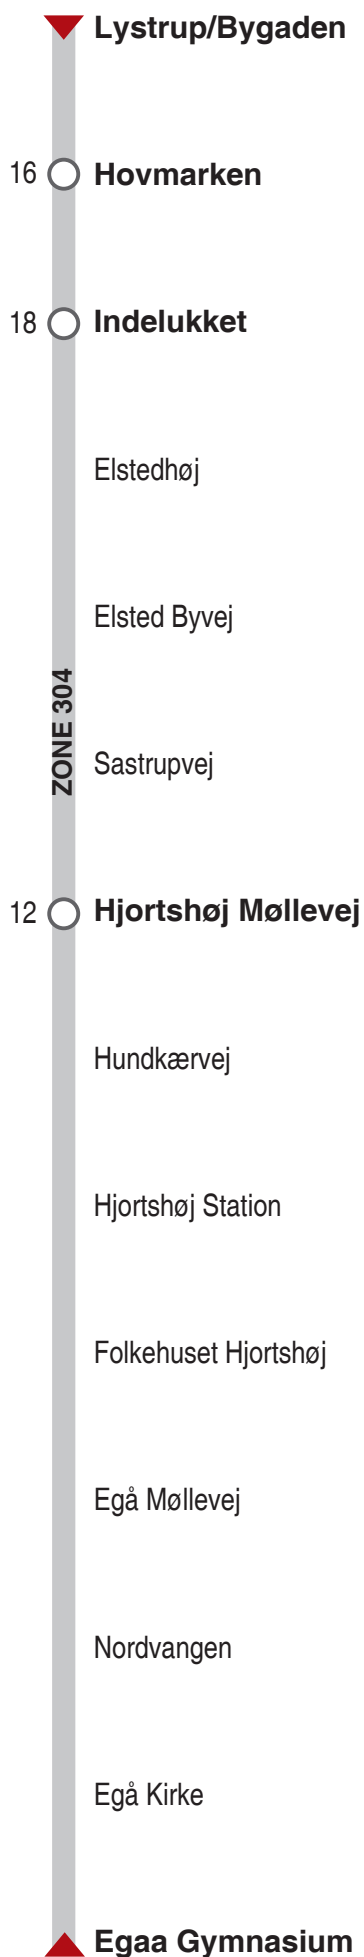 Lystrup/Bygaden
16 Hovmarken
18 Indelukket
Elstedhøj
Elsted Byvej
ZONE 304
Sastrupvej
12 Hjortshøj Møllevej
Hundkærvej
Hjortshøj Station
Folkehuset Hjortshøj
Egå Møllevej
Nordvangen
Egå Kirke
Egaa Gymnasium